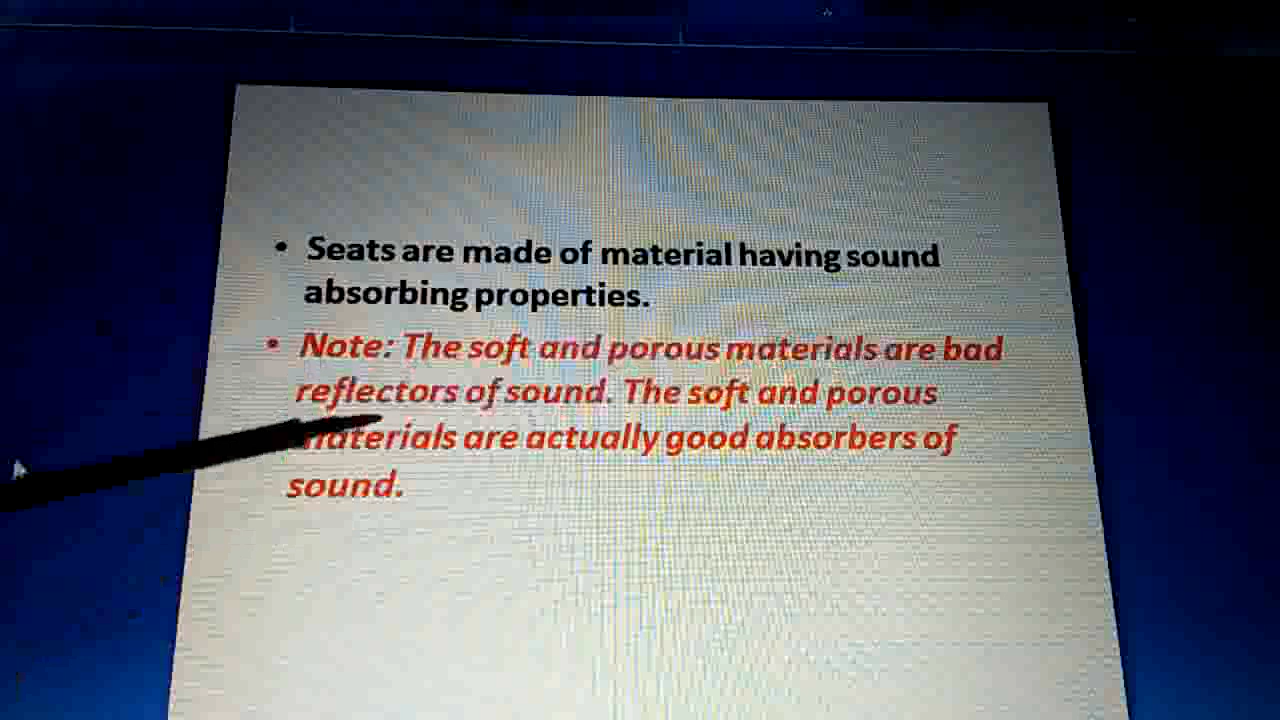 • Seats are made of material having sound
absorbing properties.
• Note: The soft and porous materials are bad
reflectors of sound. The soft and porous
materials are actually good absorbers of
sound.